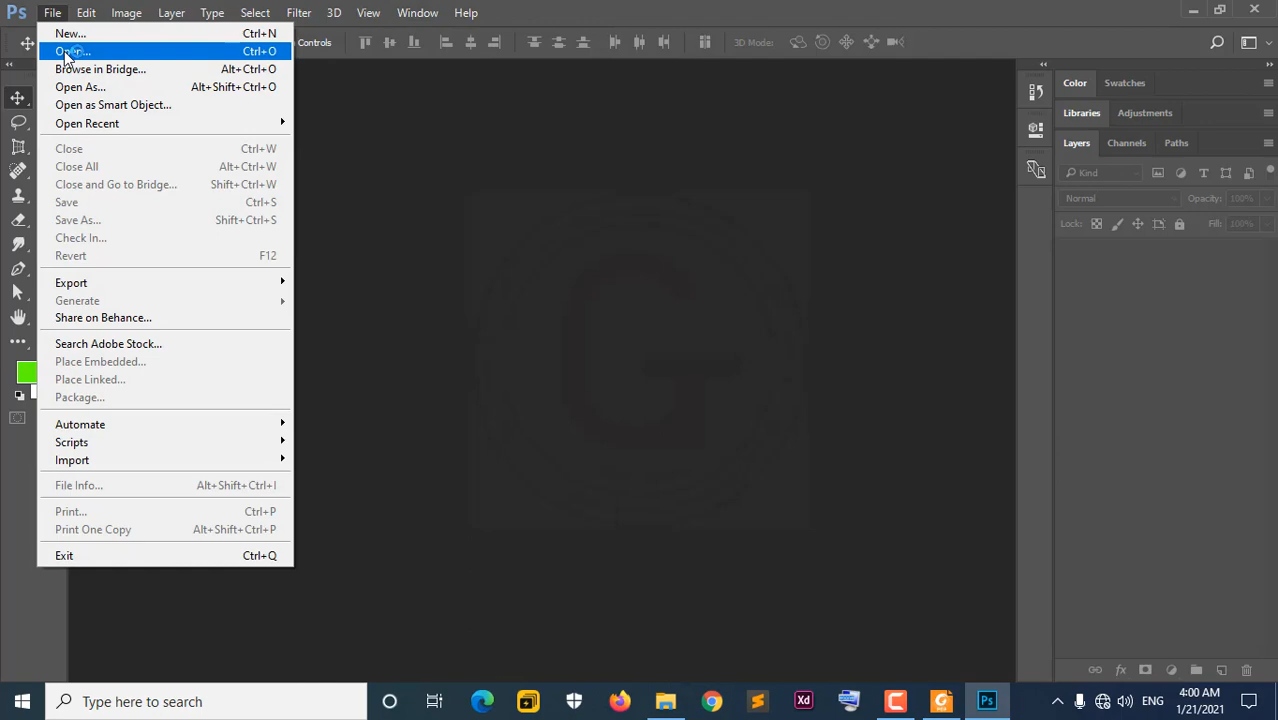 Ps File Edit Image Layer Type Select Filter 3D View Window Help
Controls 3D Mode:
New... Ctrl+N
Open... Ctrl+O
Browse in Bridge... Alt+Ctrl+O
Open As... Alt+Shift+Ctrl+O
Open as Smart Object...
Open Recent
Close Ctrl+W
Close All Alt+Ctrl+W
Close and Go to Bridge... Shift+Ctrl+W
Save Ctrl+S
Save As... Shift+Ctrl+S
Check In...
Revert F12
Export
Generate
Share on Behance...
Search Adobe Stock...
Place Embedded...
Place Linked...
Package...
Automate
Scripts
Import
File Info... Alt+Shift+Ctrl+I
Print... Ctrl+P
Print One Copy Alt+Shift+Ctrl+P
Exit Ctrl+Q
G
Color Swatches
Libraries Adjustments
Layers Channels Paths
Kind
Normal Opacity: 100%
Lock: Fill: 100%
fx
Type here to search
Xd
Ps
ENG
4:00 AM
1/21/2021